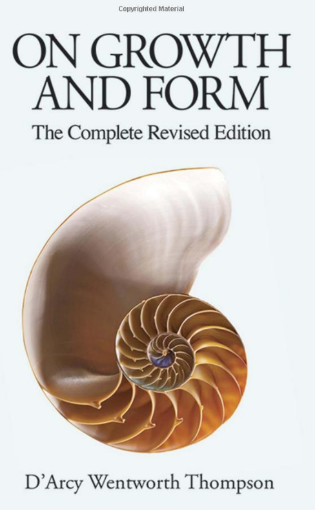 Copyrighted Material
ON GROWTH
AND FORM
The Complete Revised Edition
D'Arcy Wentworth Thompson